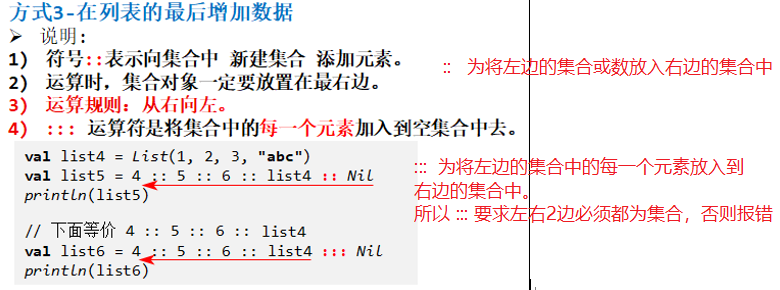 方式3-在列表的最后增加数据
➢ 说明:
1) 符号::表示向集合中 新建集合 添加元素。
2) 运算时，集合对象一定要放置在最右边。
3) 运算规则：从右向左。
4) ::: 运算符是将集合中的每一个元素加入到空集合中去。
:: 为将左边的集合或数放入右边的集合中
val list4 = List(1, 2, 3, "abc")
val list5 = 4 :: 5 :: 6 :: list4 :: Nil
println(list5)
// 下面等价 4 :: 5 :: 6 :: list4
val list6 = 4 :: 5 :: 6 :: list4 ::: Nil
println(list6)
::: 为将左边的集合中的每一个元素放入到
右边的集合中。
所以 ::: 要求左右2边必须都为集合，否则报错